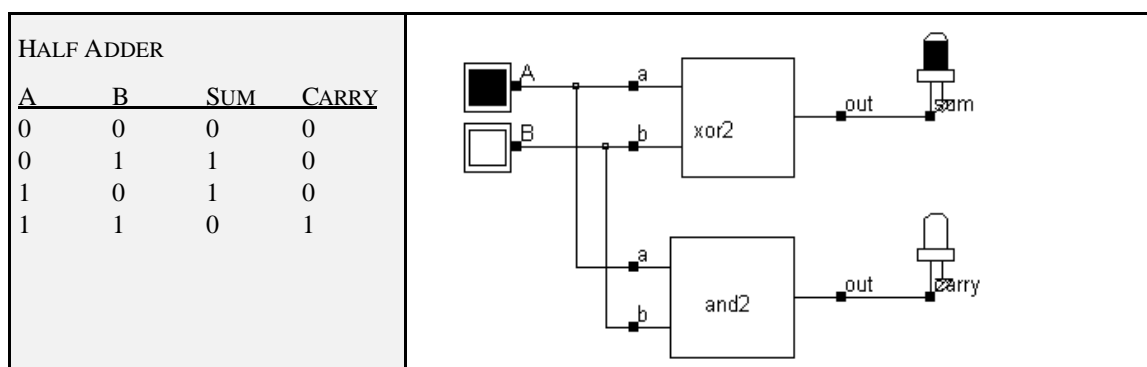 HALF ADDER
A B SUM CARRY
0 0 0 0
0 1 1 0
1 0 1 0
1 1 0 1
A
B
a
b
xor2
out
sum
a
b
and2
out
carry